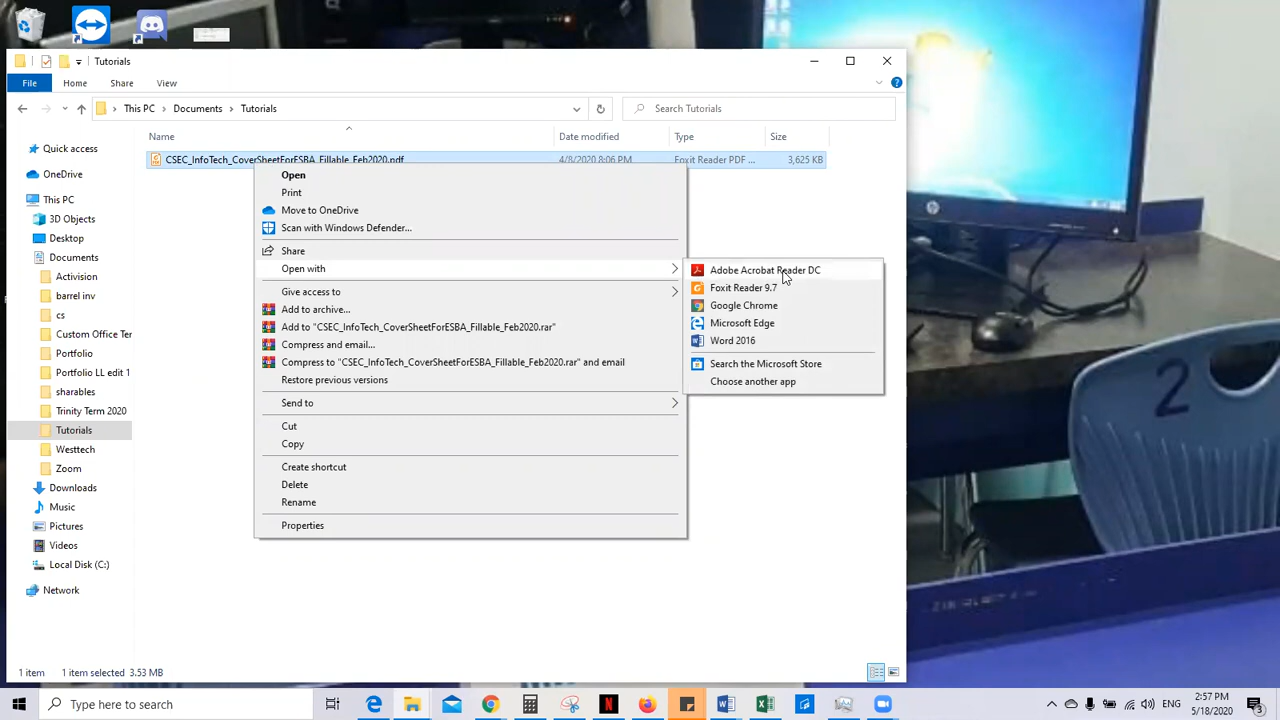 Tutorials
File Home Share View
This PC Documents Tutorials Search Tutorials
Name Date modified Type Size
CSEC_InfoTech_CoverSheetForESBA_Fillable_Feb2020.pdf 4/8/2020 8:06 PM Foxit Reader PDF ... 3,625 KB
Quick access
OneDrive
This PC
3D Objects
Desktop
Documents
Activision
barrel inv
cs
Custom Office Ter
Portfolio
Portfolio LL edit 1
sharables
Trinity Term 2020
Tutorials
Westtech
Zoom
Downloads
Music
Pictures
Videos
Local Disk (C:)
Network
Open
Print
Move to OneDrive
Scan with Windows Defender...
Share
Open with
Give access to
Add to archive...
Add to "CSEC_InfoTech_CoverSheetForESBA_Fillable_Feb2020.rar"
Compress and email...
Compress to "CSEC_InfoTech_CoverSheetForESBA_Fillable_Feb2020.rar" and email
Restore previous versions
Send to
Cut
Copy
Create shortcut
Delete
Rename
Properties
Adobe Acrobat Reader DC
Foxit Reader 9.7
Google Chrome
Microsoft Edge
Word 2016
Search the Microsoft Store
Choose another app
2
1 item 1 item selected 3.53 MB
Type here to search
ENG
2:57 PM
5/18/2020
3